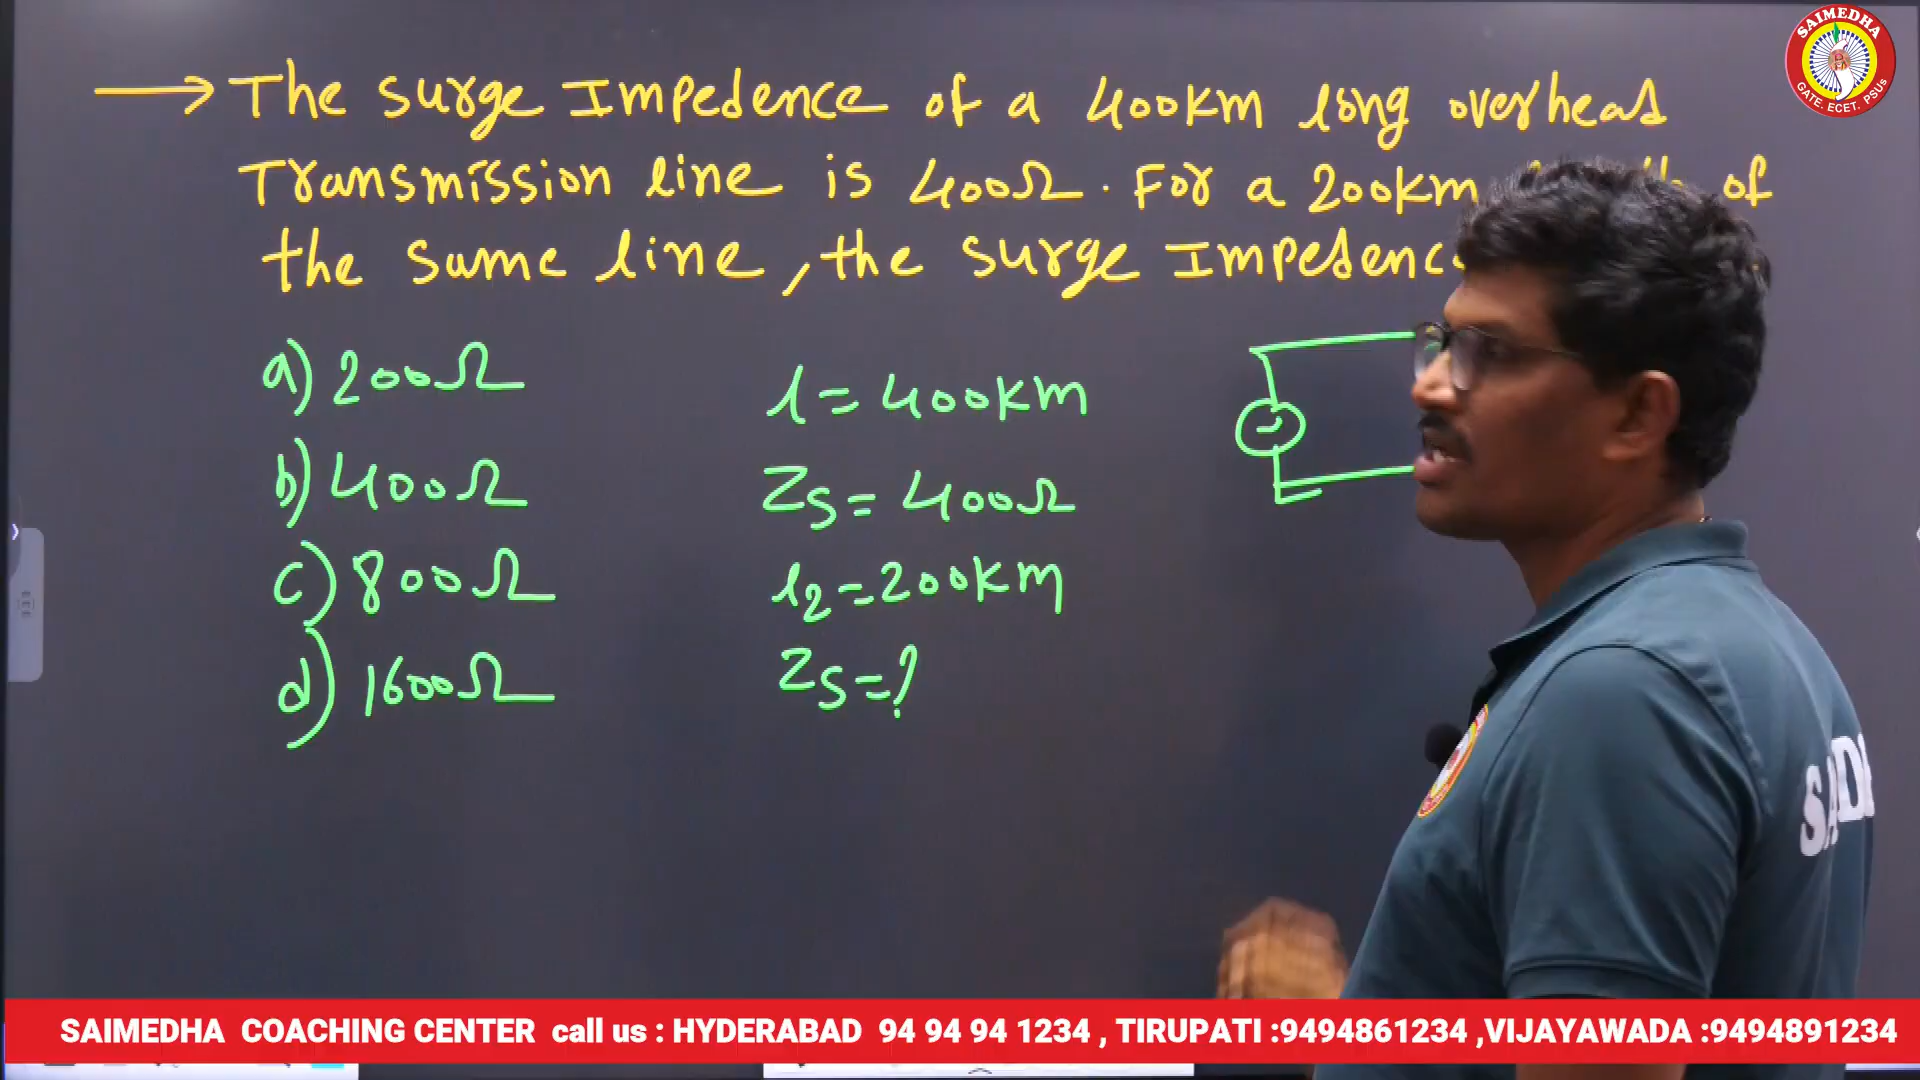 → The Surge Impedence of a 400km long overhead
Transmission line is 400Ω. For a 200km of
the same line, the surge Impedence
a) 200Ω
b) 400Ω
c) 800Ω
d) 1600Ω
l = 400km
Zs = 400Ω
l2 = 200km
Zs = ?
SAIMEDHA
GATE. ECET. PSUs
SAIMEDHA COACHING CENTER call us : HYDERABAD 94 94 94 1234 , TIRUPATI :9494861234 ,VIJAYAWADA :9494891234